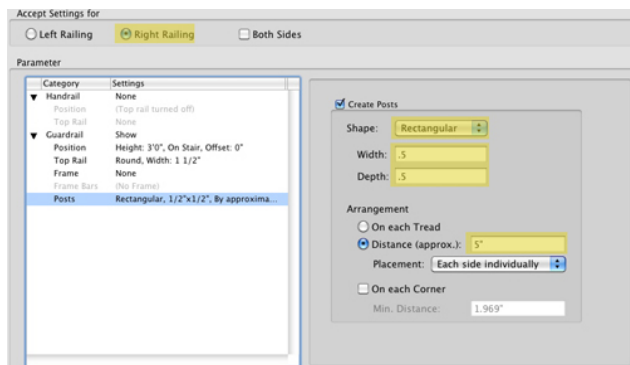 Accept Settings for
Left Railing Right Railing Both Sides
Parameter
Category Settings
Handrail None
Position (Top rail turned off)
Top Rail None
Guardrail Show
Position Height: 3'0", On Stair, Offset: 0"
Top Rail Round, Width: 1 1/2"
Frame None
Frame Bars (No Frame)
Posts Rectangular, 1/2"x1/2", By approxima...
Create Posts
Shape: Rectangular
Width: .5
Depth: .5
Arrangement
On each Tread
Distance (approx.): 5"
Placement: Each side individually
On each Corner
Min. Distance: 1.969"